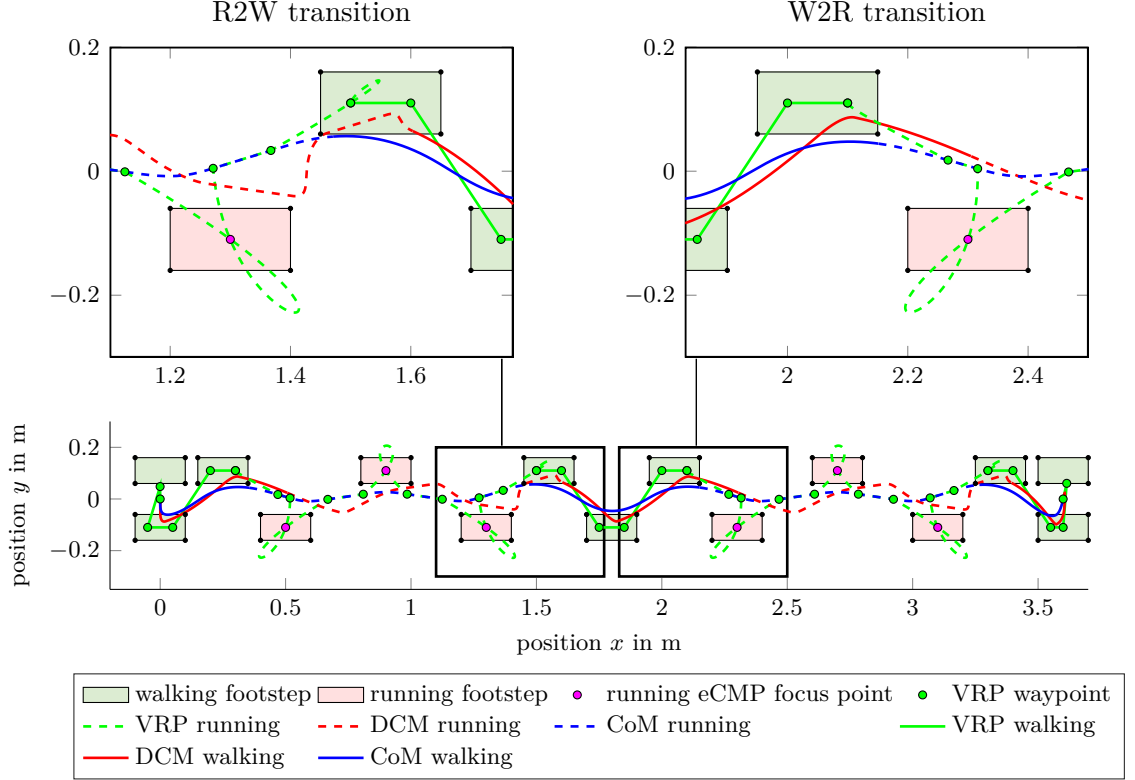 R2W transition
W2R transition
0.2
0
−0.2
1.2 1.4 1.6
0.2
0
−0.2
2 2.2 2.4
0.2
0
−0.2
position y in m
0 0.5 1 1.5 2 2.5 3 3.5
position x in m
walking footstep running footstep running eCMP focus point VRP waypoint
VRP running DCM running CoM running VRP walking
DCM walking CoM walking